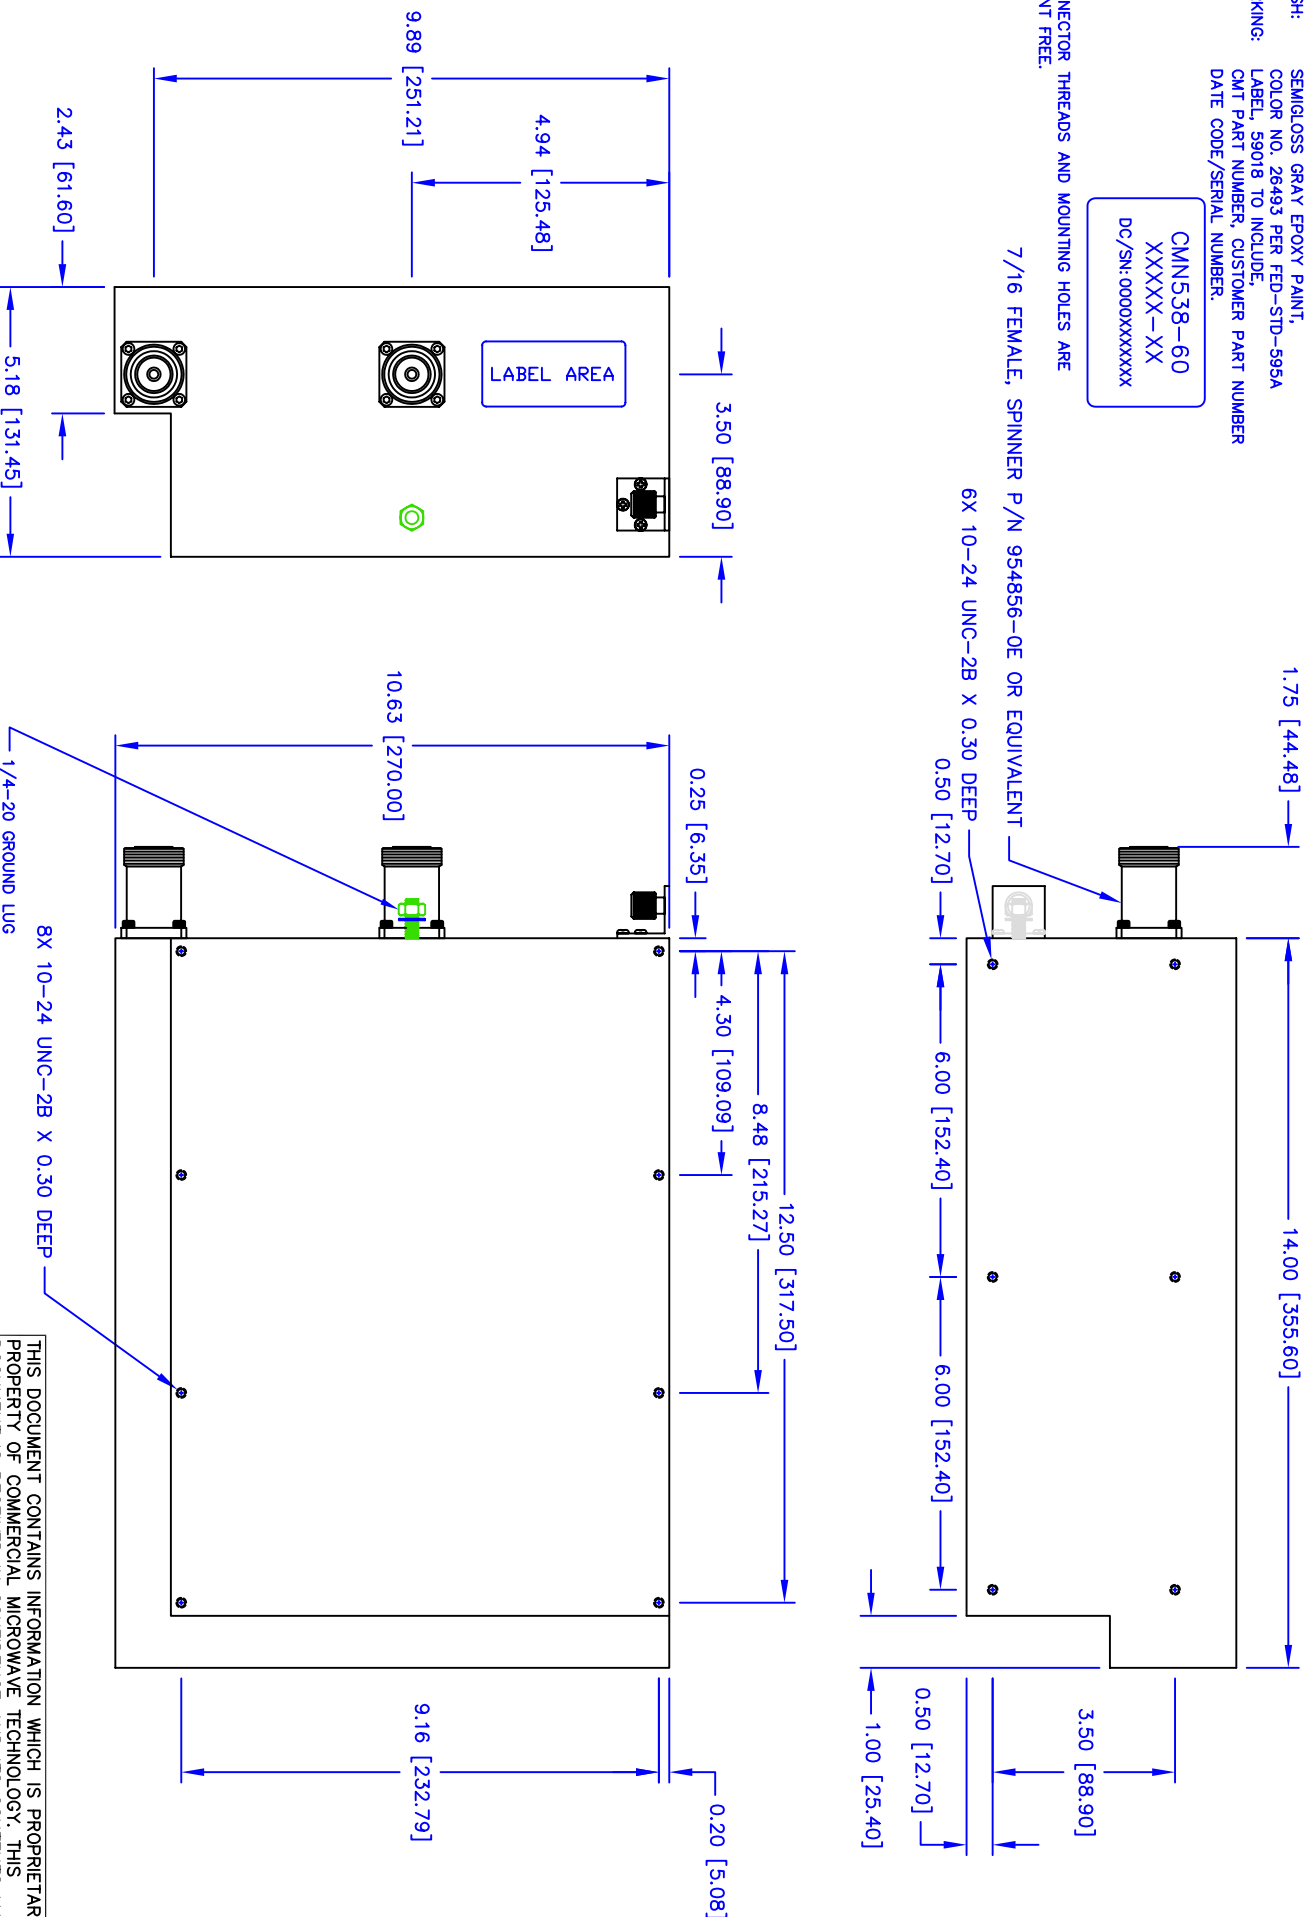 SEMIGLOSS GRAY EPOXY PAINT,
COLOR NO. 26493 PER FED-STD-595A
LABEL, 59018 TO INCLUDE,
CMT PART NUMBER, CUSTOMER PART NUMBER
DATE CODE/SERIAL NUMBER.
CMN538-60
XXXXX-XX
DC/SN:0000XXXXXXX
NECTOR THREADS AND MOUNTING HOLES ARE
NT FREE.
7/16 FEMALE, SPINNER P/N 954856-0E OR EQUIVALENT
6X 10-24 UNC-2B X 0.30 DEEP
1.75 [44.48]
14.00 [355.60]
0.50 [12.70]
6.00 [152.40]
6.00 [152.40]
3.50 [88.90]
0.50 [12.70]
1.00 [25.40]
9.89 [251.21]
4.94 [125.48]
3.50 [88.90]
LABEL AREA
2.43 [61.60]
5.18 [131.45]
12.50 [317.50]
8.48 [215.27]
4.30 [109.09]
0.25 [6.35]
10.63 [270.00]
0.20 [5.08]
9.16 [232.79]
8X 10-24 UNC-2B X 0.30 DEEP
1/4-20 GROUND LUG
THIS DOCUMENT CONTAINS INFORMATION WHICH IS PROPRIETAR
PROPERTY OF COMMERCIAL MICROWAVE TECHNOLOGY. THIS